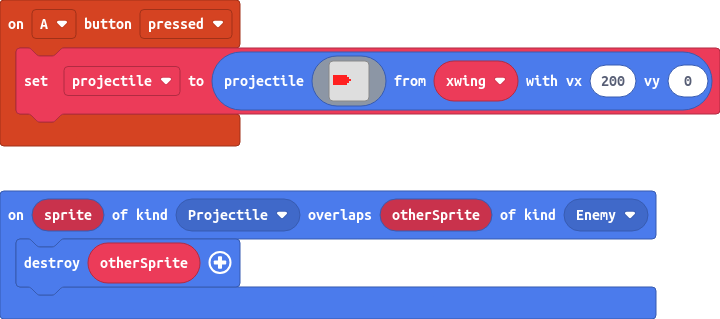 on A button pressed
set projectile to projectile from xwing with vx 200 vy 0
on sprite of kind Projectile overlaps otherSprite of kind Enemy
destroy otherSprite